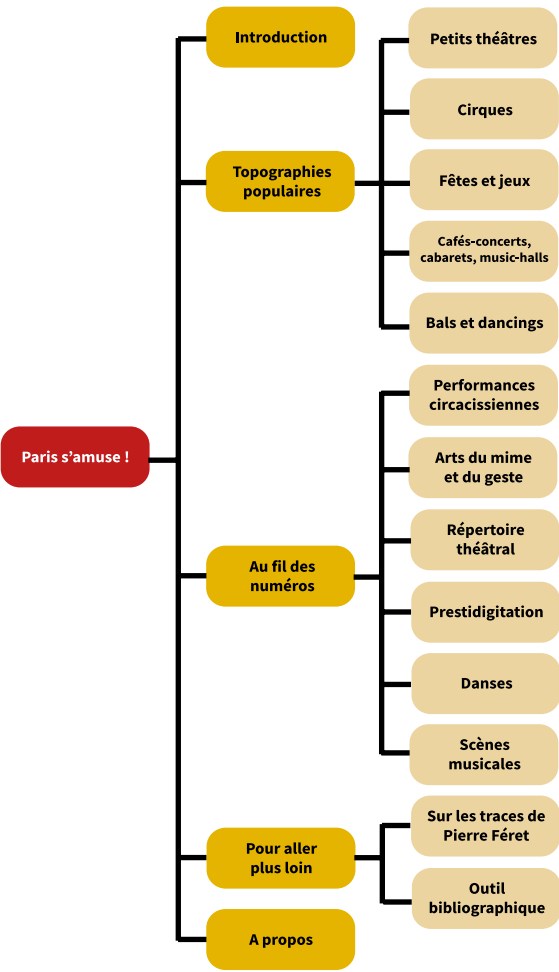 Paris s’amuse !
Introduction
Topographies
populaires
Petits théâtres
Cirques
Fêtes et jeux
Cafés-concerts,
cabarets, music-halls
Bals et dancings
Au fil des
numéros
Performances
circacissiennes
Arts du mime
et du geste
Répertoire
théâtral
Prestidigitation
Danses
Scènes
musicales
Pour aller
plus loin
Sur les traces de
Pierre Féret
Outil
bibliographique
A propos